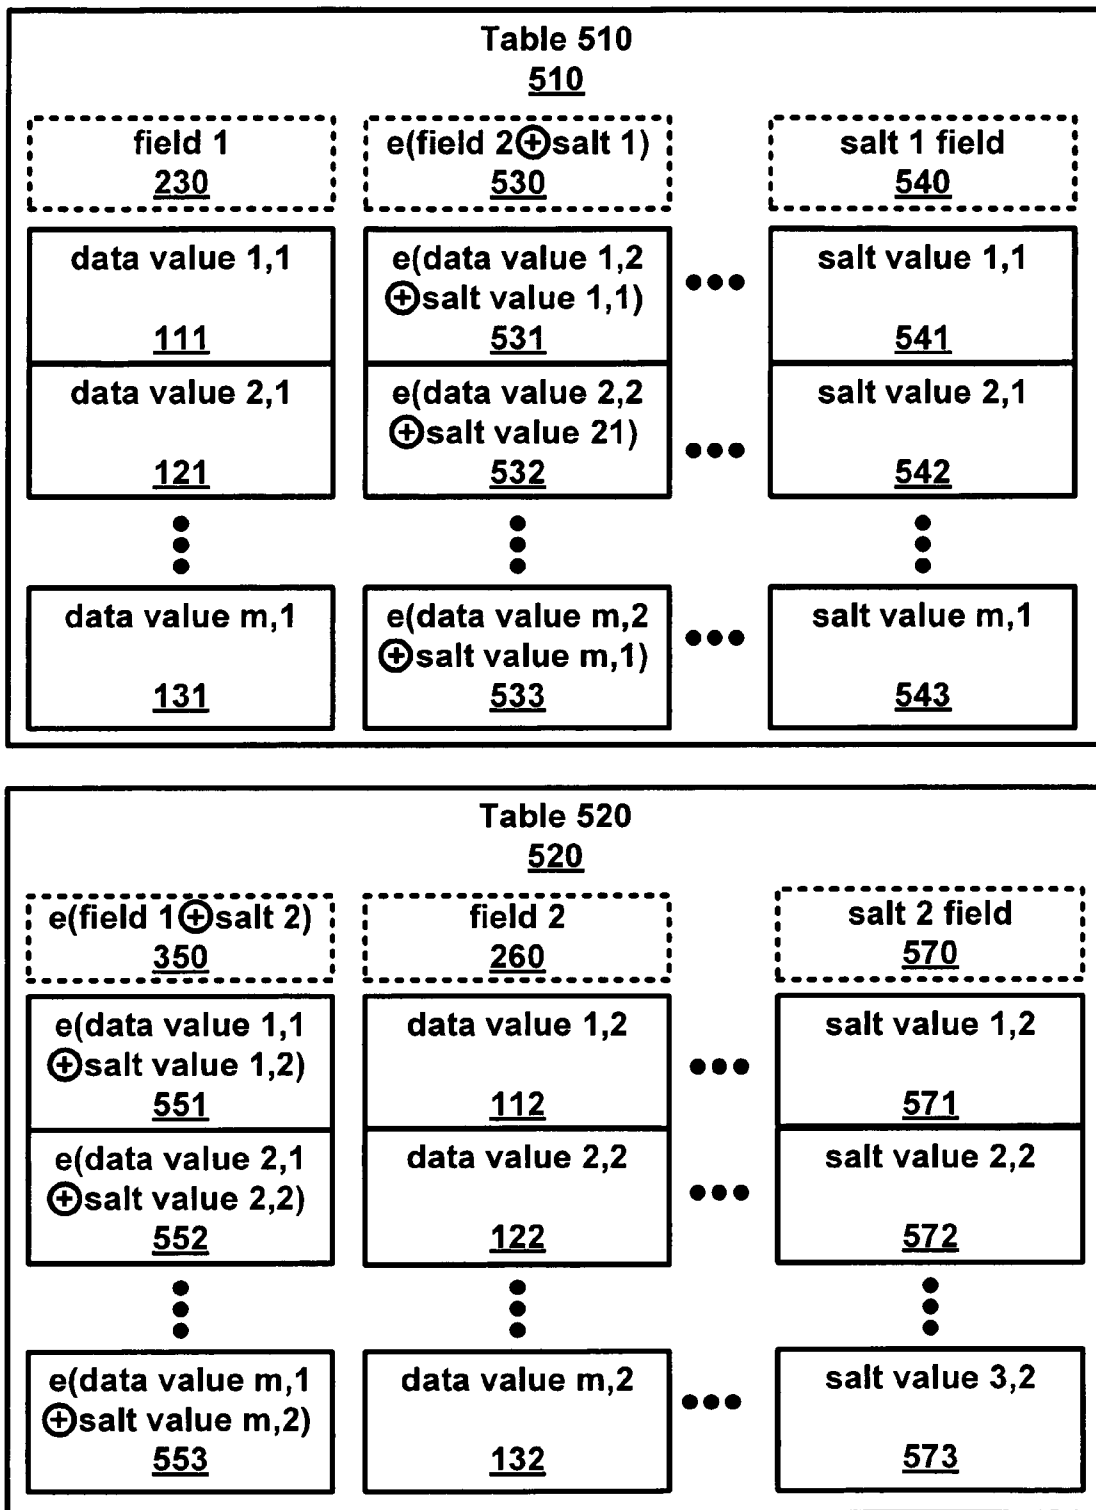 Table 510
510
field 1
230
e(field 2⊕salt 1)
530
salt 1 field
540
data value 1,1
111
e(data value 1,2
⊕salt value 1,1)
531
salt value 1,1
541
data value 2,1
121
e(data value 2,2
⊕salt value 21)
532
salt value 2,1
542
data value m,1
131
e(data value m,2
⊕salt value m,1)
533
salt value m,1
543
Table 520
520
e(field 1⊕salt 2)
350
field 2
260
salt 2 field
570
e(data value 1,1
⊕salt value 1,2)
551
data value 1,2
112
salt value 1,2
571
e(data value 2,1
⊕salt value 2,2)
552
data value 2,2
122
salt value 2,2
572
e(data value m,1
⊕salt value m,2)
553
data value m,2
132
salt value 3,2
573